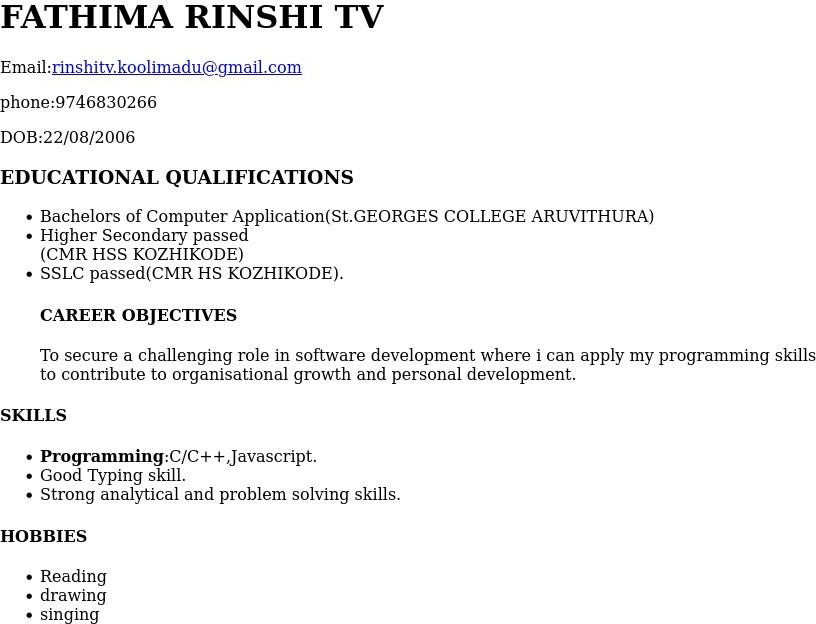 FATHIMA RINSHI TV
Email:rinshitv.koolimadu@gmail.com
phone:9746830266
DOB:22/08/2006
EDUCATIONAL QUALIFICATIONS
• Bachelors of Computer Application(St.GEORGES COLLEGE ARUVITHURA)
• Higher Secondary passed
(CMR HSS KOZHIKODE)
• SSLC passed(CMR HS KOZHIKODE).
CAREER OBJECTIVES
To secure a challenging role in software development where i can apply my programming skills
to contribute to organisational growth and personal development.
SKILLS
• Programming:C/C++,Javascript.
• Good Typing skill.
• Strong analytical and problem solving skills.
HOBBIES
• Reading
• drawing
• singing